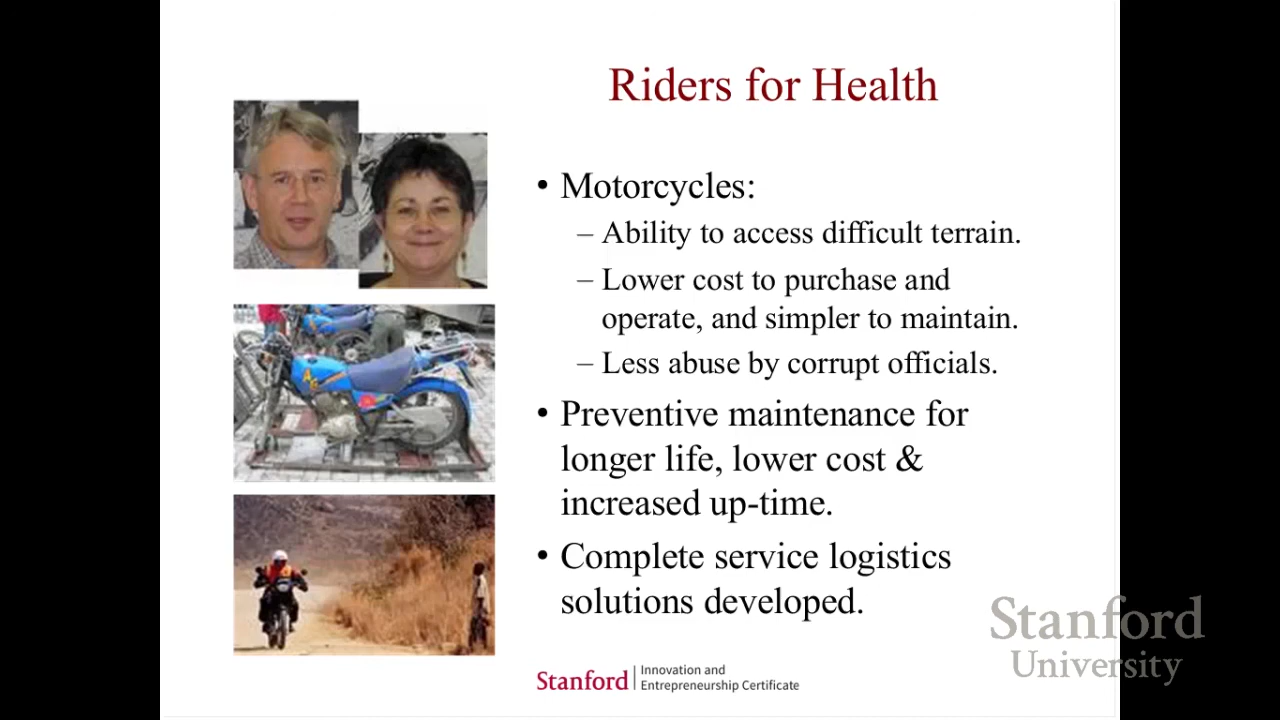 Riders for Health
• Motorcycles:
– Ability to access difficult terrain.
– Lower cost to purchase and
operate, and simpler to maintain.
– Less abuse by corrupt officials.
• Preventive maintenance for
longer life, lower cost &
increased up-time.
• Complete service logistics
solutions developed.
Stanford
University
Stanford | Innovation and
Entrepreneurship Certificate